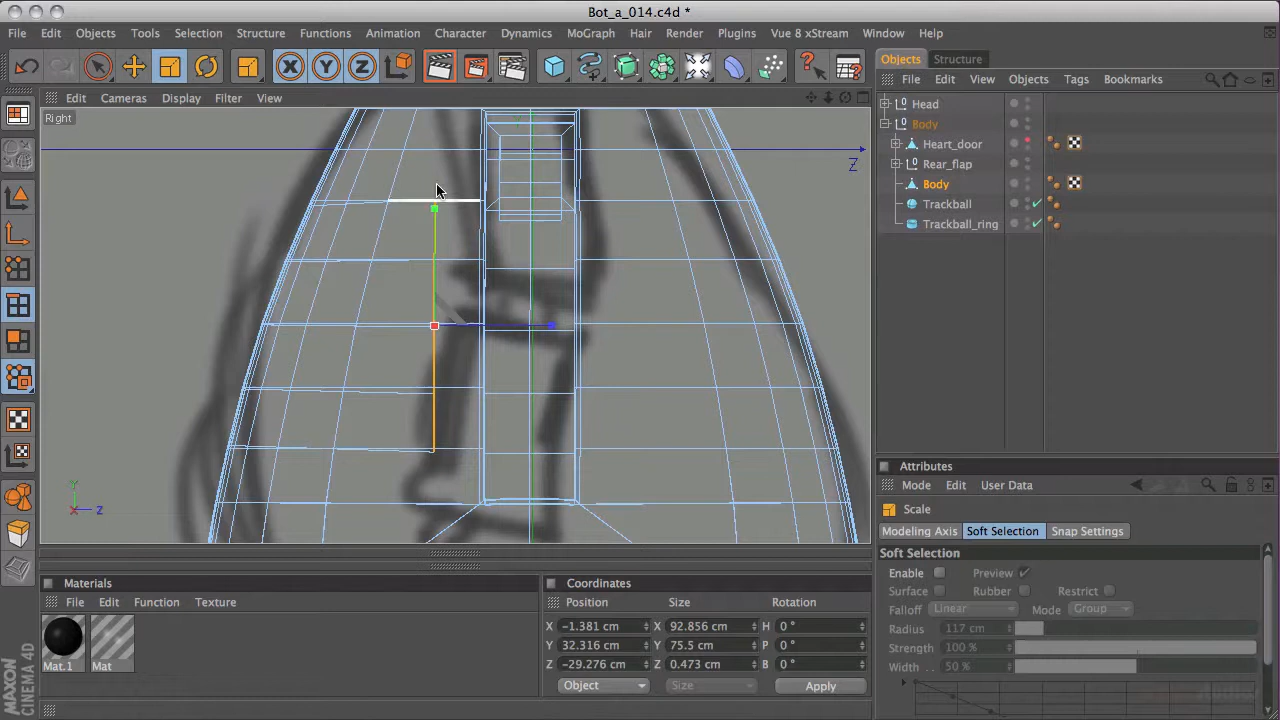 Bot_a_014.c4d *
File Edit Objects Tools Selection Structure Functions Animation Character Dynamics MoGraph Hair Render Plugins Vue 8 xStream Window Help
Objects Structure
File Edit View Objects Tags Bookmarks
Edit Cameras Display Filter View
Right
Z
Head
Body
Heart_door
Rear_flap
Body
Trackball
Trackball_ring
Y
X Z
Attributes
Mode Edit User Data
Scale
Modeling Axis Soft Selection Snap Settings
Soft Selection
Enable Preview
Surface Rubber Restrict
Falloff Linear Mode Group
Radius 117 cm
Strength 100 %
Width . . 50 %
Materials
File Edit Function Texture
Mat.1 Mat
Coordinates
Position Size Rotation
X -1.381 cm X 92.856 cm H 0 °
Y 32.316 cm Y 75.5 cm P 0 °
Z -29.276 cm Z 0.473 cm B 0 °
Object Size Apply
MAXON
CINEMA 4D